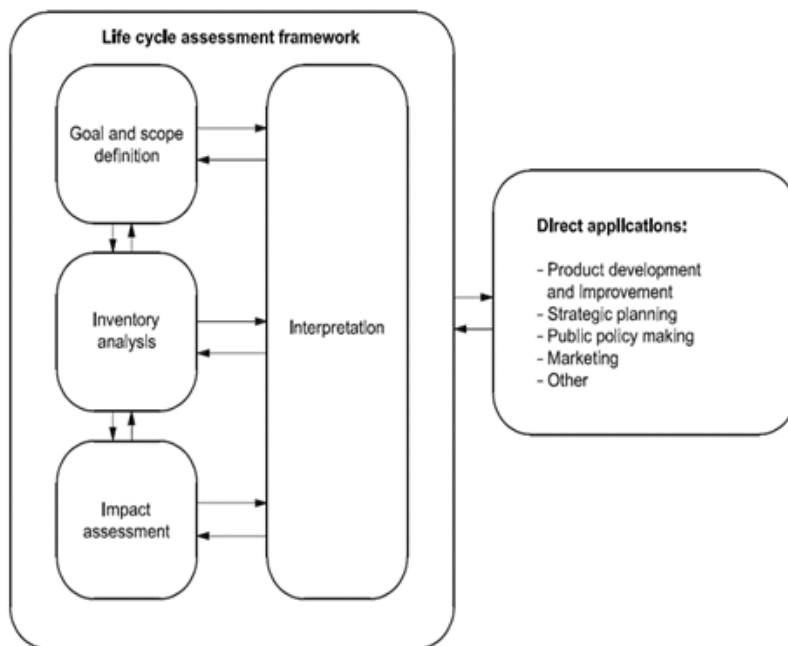 Life cycle assessment framework
Goal and scope
definition
Inventory
analysis
Impact
assessment
Interpretation
Direct applications:
- Product development
and Improvement
- Strategic planning
- Public policy making
- Marketing
- Other